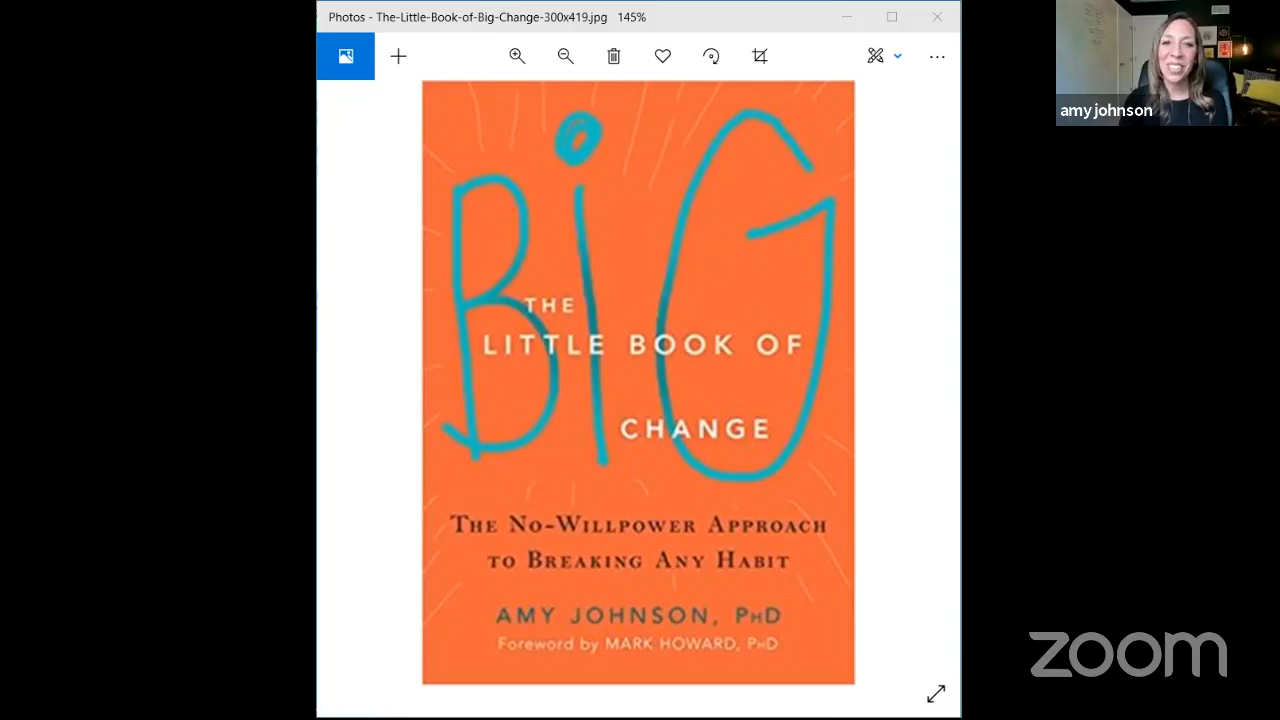 Photos - The-Little-Book-of-Big-Change-300x419.jpg 145%
amy johnson
BiG
THE
LITTLE BOOK OF
CHANGE
THE NO-WILLPOWER APPROACH
TO BREAKING ANY HABIT
AMY JOHNSON, PHD
Foreword by MARK HOWARD, PHD
zoom